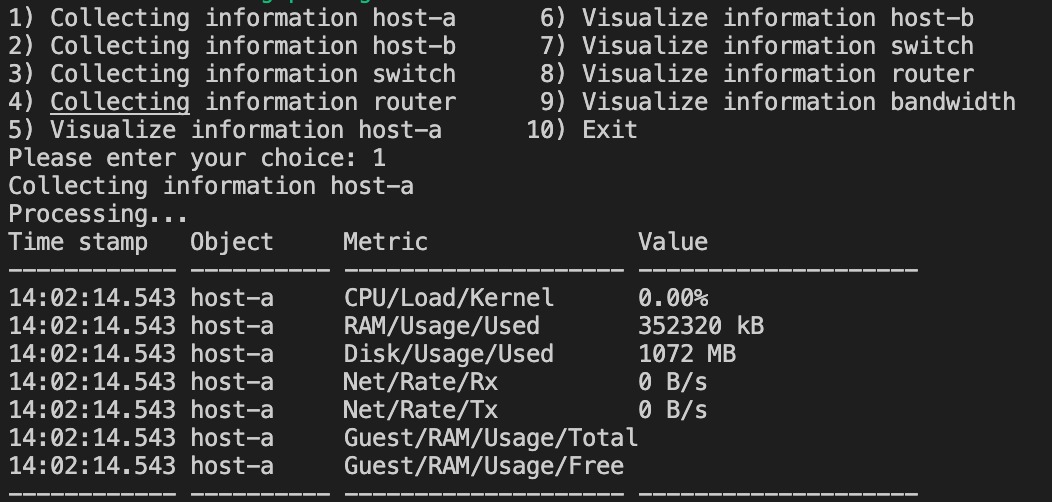 1) Collecting information host-a      6) Visualize information host-b
2) Collecting information host-b      7) Visualize information switch
3) Collecting information switch      8) Visualize information router
4) Collecting information router      9) Visualize information bandwidth
5) Visualize information host-a      10) Exit
Please enter your choice: 1
Collecting information host-a
Processing...
Time stamp   Object     Metric               Value
------------ ---------- -------------------- --------------------
14:02:14.543 host-a     CPU/Load/Kernel      0.00%
14:02:14.543 host-a     RAM/Usage/Used       352320 kB
14:02:14.543 host-a     Disk/Usage/Used      1072 MB
14:02:14.543 host-a     Net/Rate/Rx          0 B/s
14:02:14.543 host-a     Net/Rate/Tx          0 B/s
14:02:14.543 host-a     Guest/RAM/Usage/Total
14:02:14.543 host-a     Guest/RAM/Usage/Free
------------ ---------- -------------------- --------------------